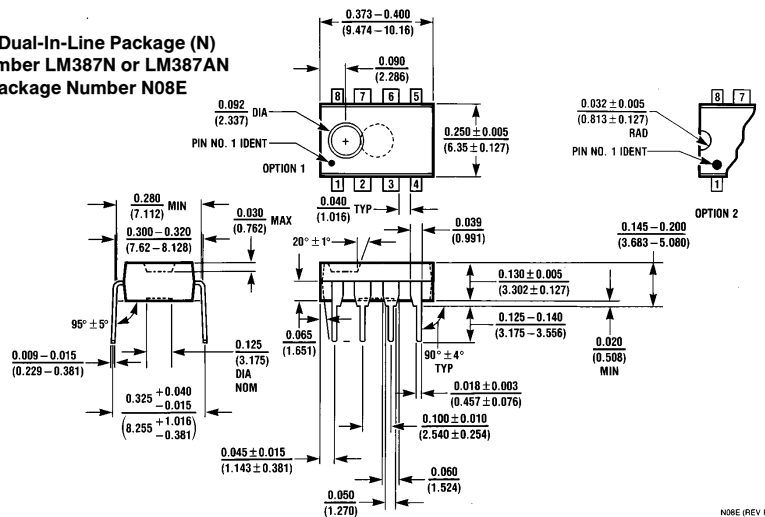 Dual-In-Line Package (N)
mber LM387N or LM387AN
ackage Number N08E
0.373 – 0.400
(9.474 – 10.16)
0.090
(2.286)
8 7 6 5
0.092 DIA
(2.337)
PIN NO. 1 IDENT
OPTION 1
+
0.250 ± 0.005
(6.35 ± 0.127)
1 2 3 4
0.032 ± 0.005
(0.813 ± 0.127)
RAD
PIN NO. 1 IDENT
8 7
1
OPTION 2
0.280 MIN
(7.112)
0.300 – 0.320
(7.62 – 8.128)
0.030 MAX
(0.762)
95° ± 5°
0.009 – 0.015
(0.229 – 0.381)
0.125
(3.175)
DIA
NOM
0.325 +0.040
−0.015
(8.255 +1.016
−0.381)
0.040 TYP
(1.016)
0.039
(0.991)
20° ± 1°
0.145 – 0.200
(3.683 – 5.080)
0.130 ± 0.005
(3.302 ± 0.127)
0.125 – 0.140
(3.175 – 3.556)
0.020
(0.508)
MIN
0.065
(1.651)
90° ± 4°
TYP
0.018 ± 0.003
(0.457 ± 0.076)
0.100 ± 0.010
(2.540 ± 0.254)
0.045 ± 0.015
(1.143 ± 0.381)
0.060
(1.524)
0.050
(1.270)
N08E (REV